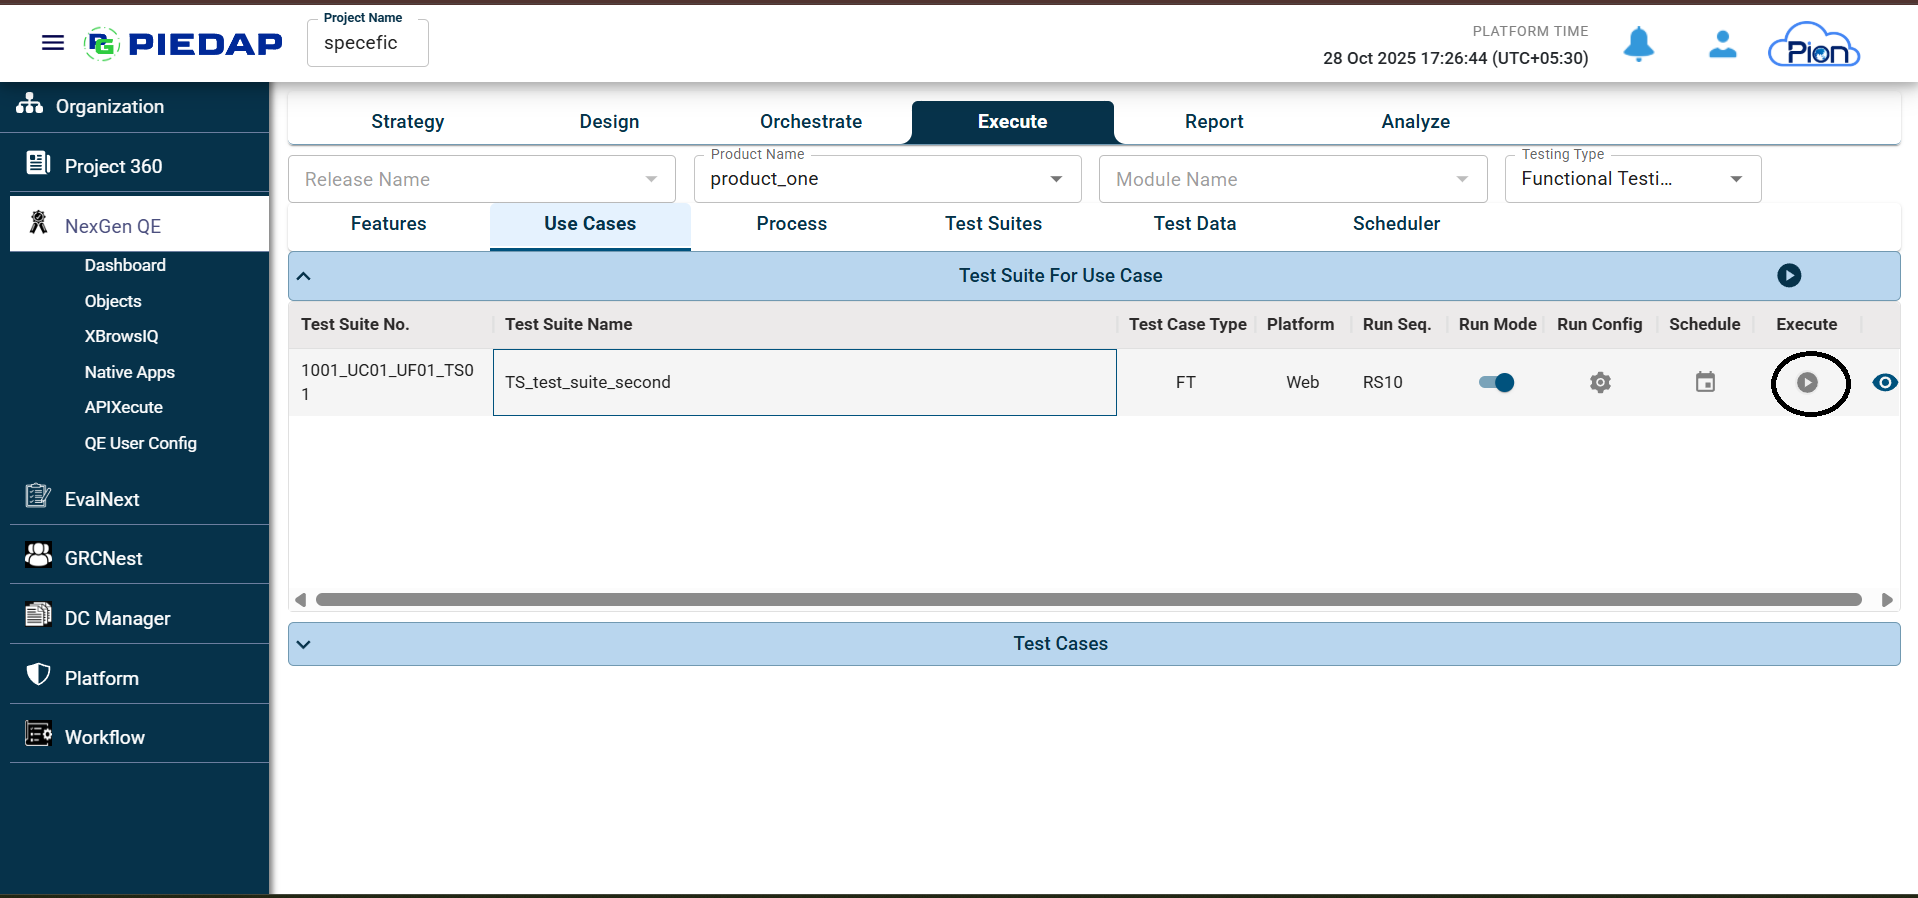 PIEDAP
Project Name
specefic
PLATFORM TIME
28 Oct 2025 17:26:44 (UTC+05:30)
Pion
Organization
Project 360
NexGen QE
Dashboard
Objects
XBrowsIQ
Native Apps
APIXecute
QE User Config
EvalNext
GRCNest
DC Manager
Platform
Workflow
Strategy Design Orchestrate Execute Report Analyze
Release Name
Product Name
product_one
Module Name
Testing Type
Functional Testi...
Features Use Cases Process Test Suites Test Data Scheduler
Test Suite For Use Case
Test Suite No. Test Suite Name Test Case Type Platform Run Seq. Run Mode Run Config Schedule Execute
1001_UC01_UF01_TS0
1
TS_test_suite_second FT Web RS10
Test Cases